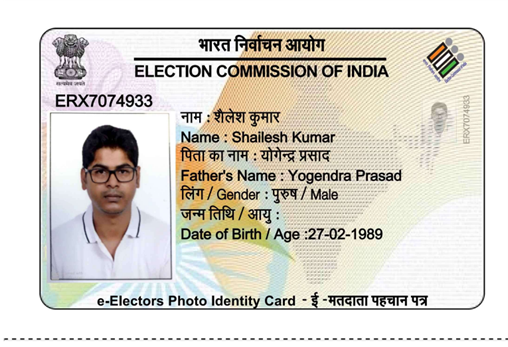 भारत निर्वाचन आयोग
ELECTION COMMISSION OF INDIA
ERX7074933
नाम : शैलेश कुमार
Name : Shailesh Kumar
पिता का नाम : योगेन्द्र प्रसाद
Father's Name : Yogendra Prasad
लिंग / Gender : पुरुष / Male
जन्म तिथि / आयु :
Date of Birth / Age :27-02-1989
ERX7074933
e-Electors Photo Identity Card - ई -मतदाता पहचान पत्र